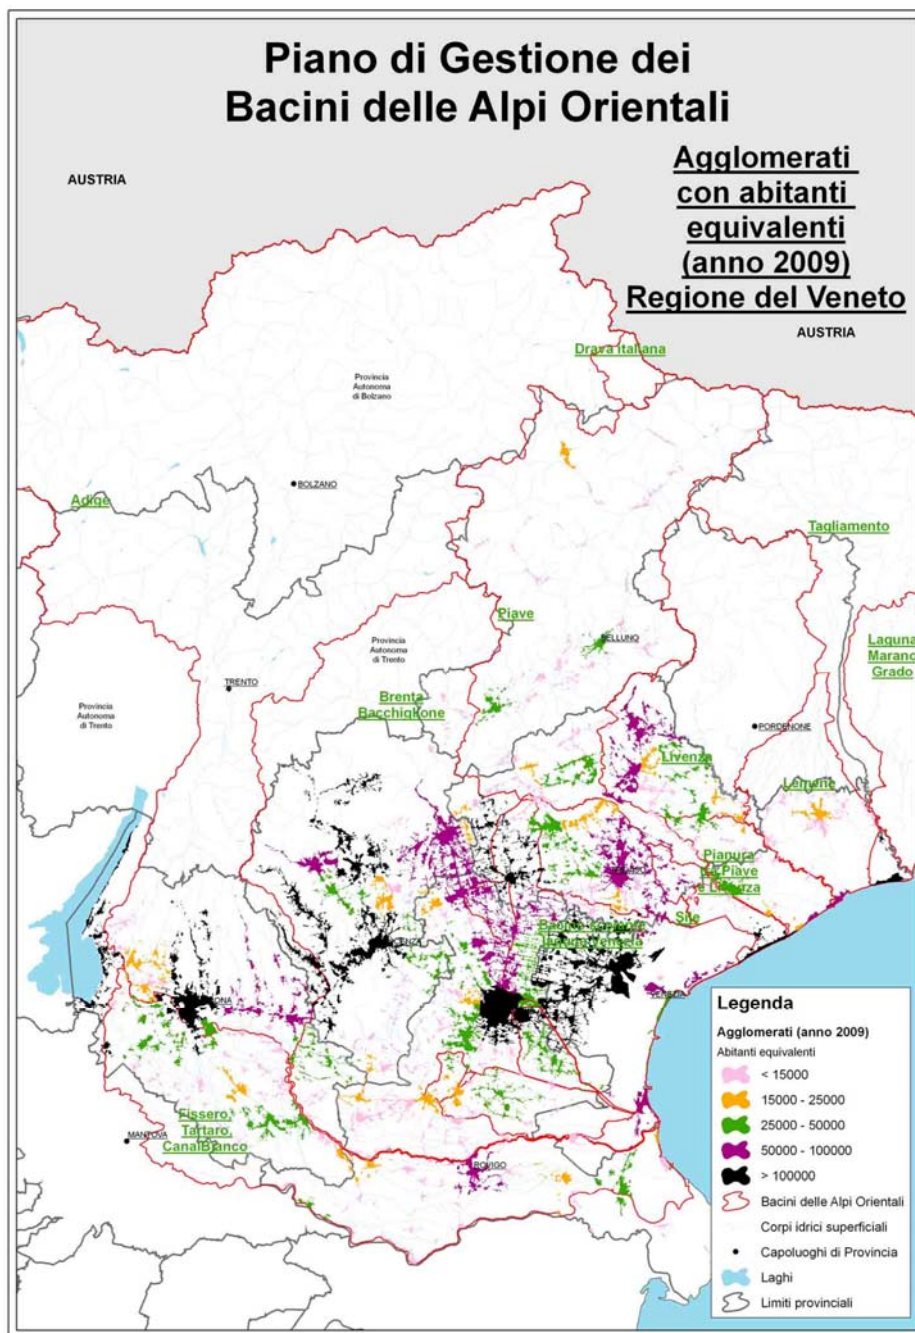 Piano di Gestione dei
Bacini delle Alpi Orientali
Agglomerati
con abitanti
equivalenti
(anno 2009)
Regione del Veneto
AUSTRIA
AUSTRIA
Drava italiana
Provincia
Autonoma
di Bolzano
BOLZANO
Adige
Tagliamento
Piave
BELLUNO
Provincia
Autonoma
di Trento
Laguna
Marano
Grado
TRENTO
Brenta
Bacchiglione
Provincia
Autonoma
di Trento
PORDENONE
Livenza
Lemene
Pianura
Piave
Sile
VENEZIA
Fissero,
Tartaro,
CanalBianco
MANTOVA
ROVIGO
Legenda
Agglomerati (anno 2009)
Abitanti equivalenti
< 15000
15000 - 25000
25000 - 50000
50000 - 100000
> 100000
Bacini delle Alpi Orientali
Corpi idrici superficiali
Capoluoghi di Provincia
Laghi
Limiti provinciali